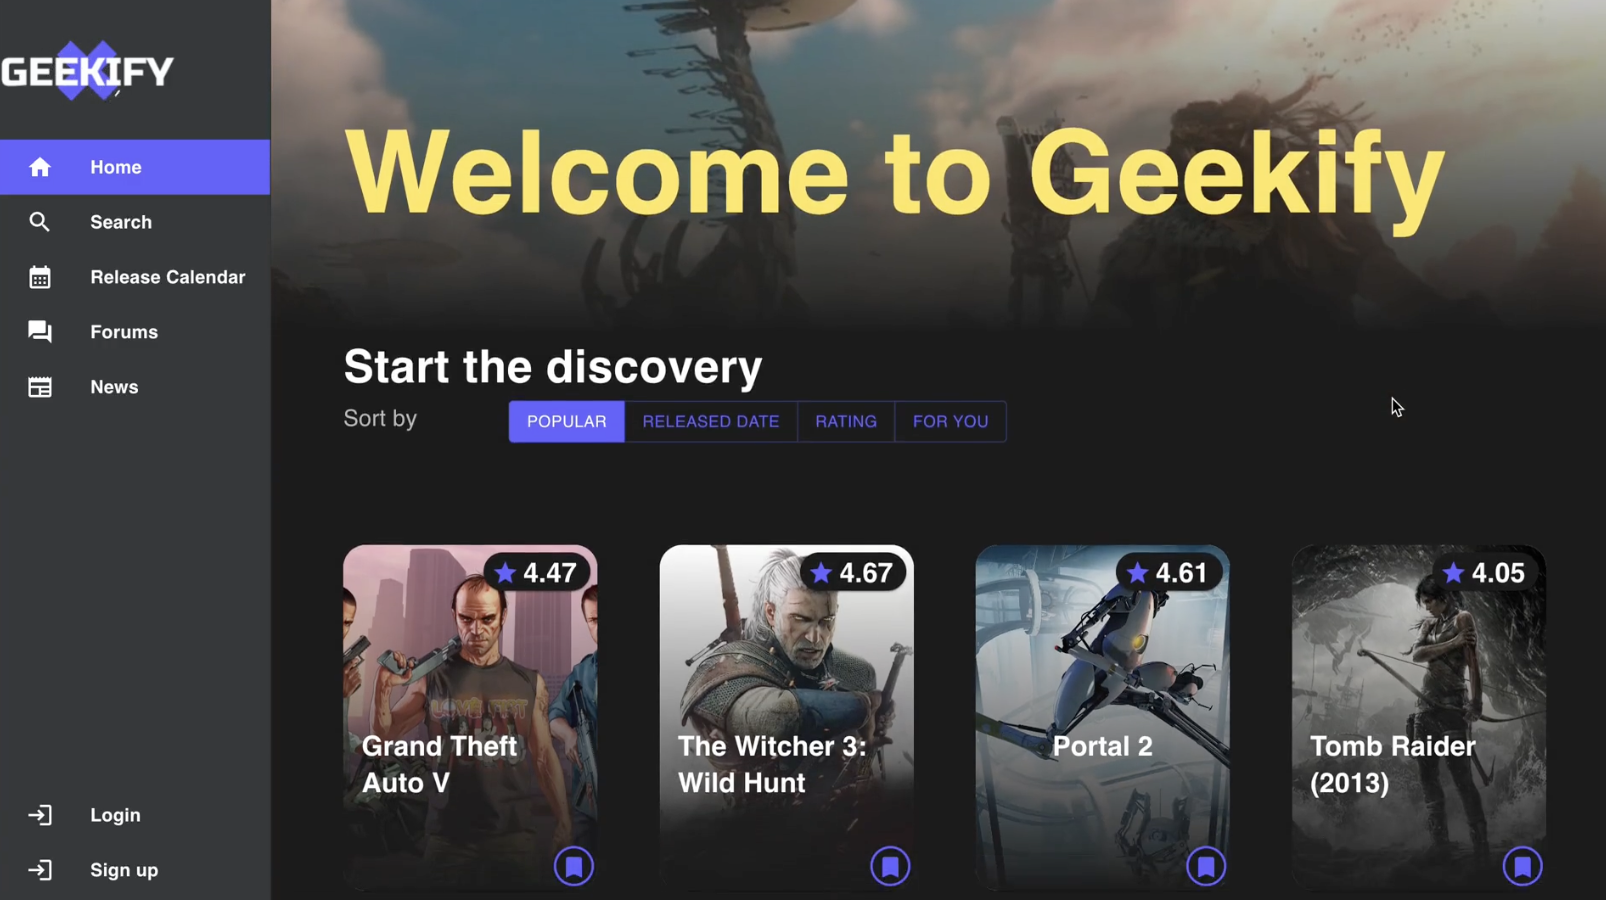 GEEKIFY
Home
Search
Release Calendar
Forums
News
Login
Sign up
Welcome to Geekify
Start the discovery
Sort by
POPULAR RELEASED DATE RATING FOR YOU
4.47 4.67 4.61 4.05
Grand Theft
Auto V
The Witcher 3:
Wild Hunt
Portal 2
Tomb Raider
(2013)